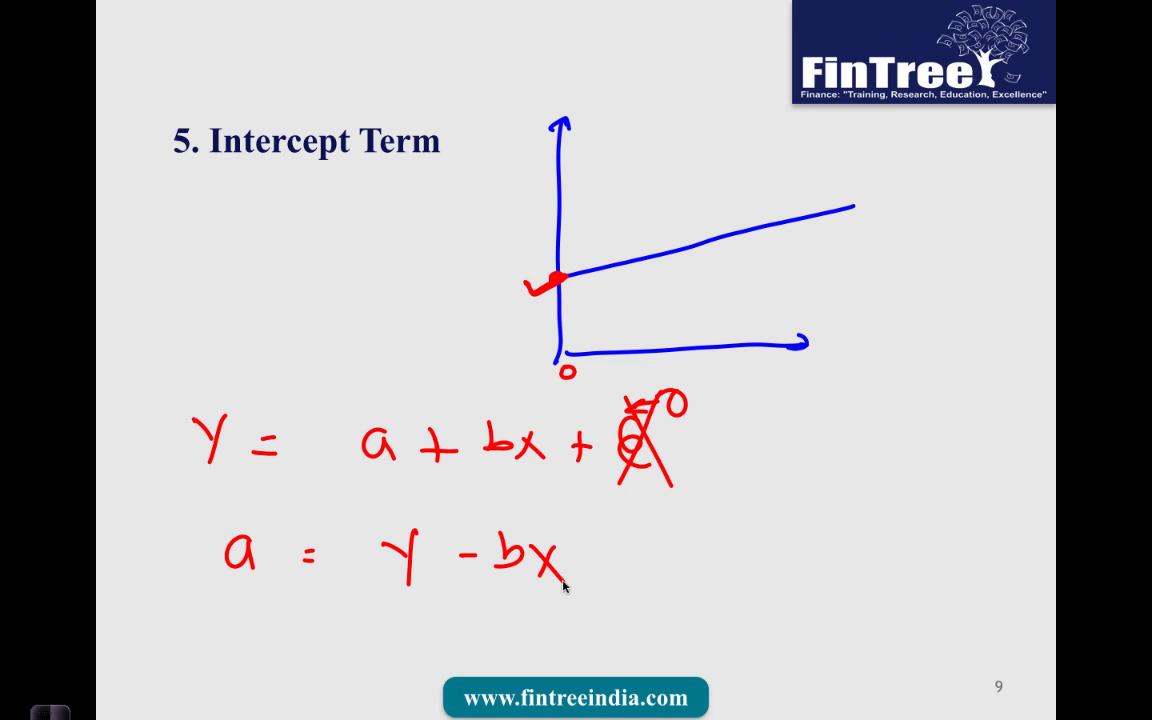 FinTree
Finance: "Training, Research, Education, Excellence"
5. Intercept Term
0
Y = a + bx + e 0
a = Y - bx
www.fintreeindia.com
9